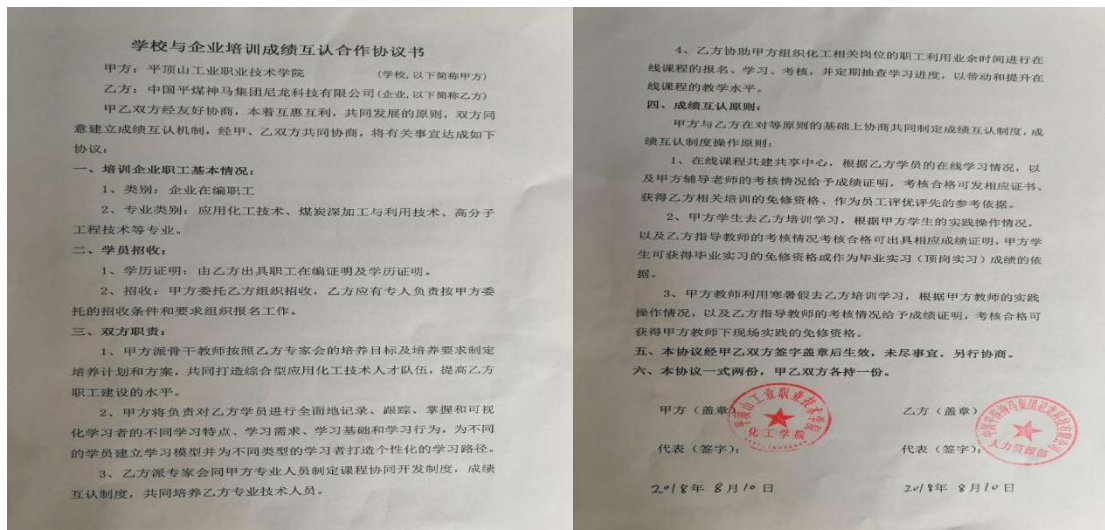 学校与企业培训成绩互认合作协议书
甲方：平顶山工业职业技术学院 （学校，以下简称甲方）
乙方：中国平煤神马集团尼龙科技有限公司（企业，以下简称乙方）
甲乙双方经友好协商，本着互惠互利，共同发展的原则，双方同
意建立成绩互认机制，经甲、乙双方共同协商，将有关事宜达成如下
协议：
一、培训企业职工基本情况：
1、类别：企业在编职工
2、专业类别：应用化工技术、煤炭深加工与利用技术、高分子
工程技术等专业。
二、学员招收：
1、学历证明：由乙方出具职工在编证明及学历证明。
2、招收：甲方委托乙方组织招收，乙方应有专人负责按甲方委
托的招收条件和要求组织报名工作。
三、双方职责：
1、甲方派骨干教师按照乙方专家会的培养目标及培养要求制定
培养计划和方案，共同打造综合型应用化工技术人才队伍，提高乙方
职工建设的水平。
2、甲方将负责对乙方学员进行全面地记录、跟踪、掌握和可视
化学习者的不同学习特点、学习需求、学习基础和学习行为，为不同
的学员建立学习模型并为不同类型的学习者打造个性化的学习路径。
3、乙方派专家会同甲方专业人员制定课程协同开发制度，成绩
互认制度，共同培养乙方专业技术人员。
4、乙方协助甲方组织化工相关岗位的职工利用业余时间进行在
线课程的报名、学习、考核，并定期抽查学习进度，以带动和提升在
线课程的教学水平。
四、成绩互认原则：
甲方与乙方在对等原则的基础上协商共同制定成绩互认制度，成
绩互认制度操作原则：
1、在线课程共建共享中心，根据乙方学员的在线学习情况，以
及甲方辅导老师的考核情况给予成绩证明，考核合格可发相应证书、
获得乙方相关培训的免修资格、作为员工评优评先的参考依据。
2、甲方学生去乙方培训学习，根据甲方学生的实践操作情况，
以及乙方指导教师的考核情况考核合格可出具相应成绩证明，甲方学
生可获得毕业实习的免修资格或作为毕业实习（顶岗实习）成绩的依
据。
3、甲方教师利用寒暑假去乙方培训学习，根据甲方教师的实践
操作情况，以及乙方指导教师的考核情况给予成绩证明，考核合格可
获得甲方教师下现场实践的免修资格。
五、本协议经甲乙双方签字盖章后生效，未尽事宜，另行协商。
六、本协议一式两份，甲乙双方各持一份。
甲方（盖章） 乙方（盖章）
平顶山工业职业技术学院
化工学院
中国平煤神马集团尼龙科技有限公司
人力资源部
代表（签字）： 代表（签字）：
2018年8月10日 2018年8月10日